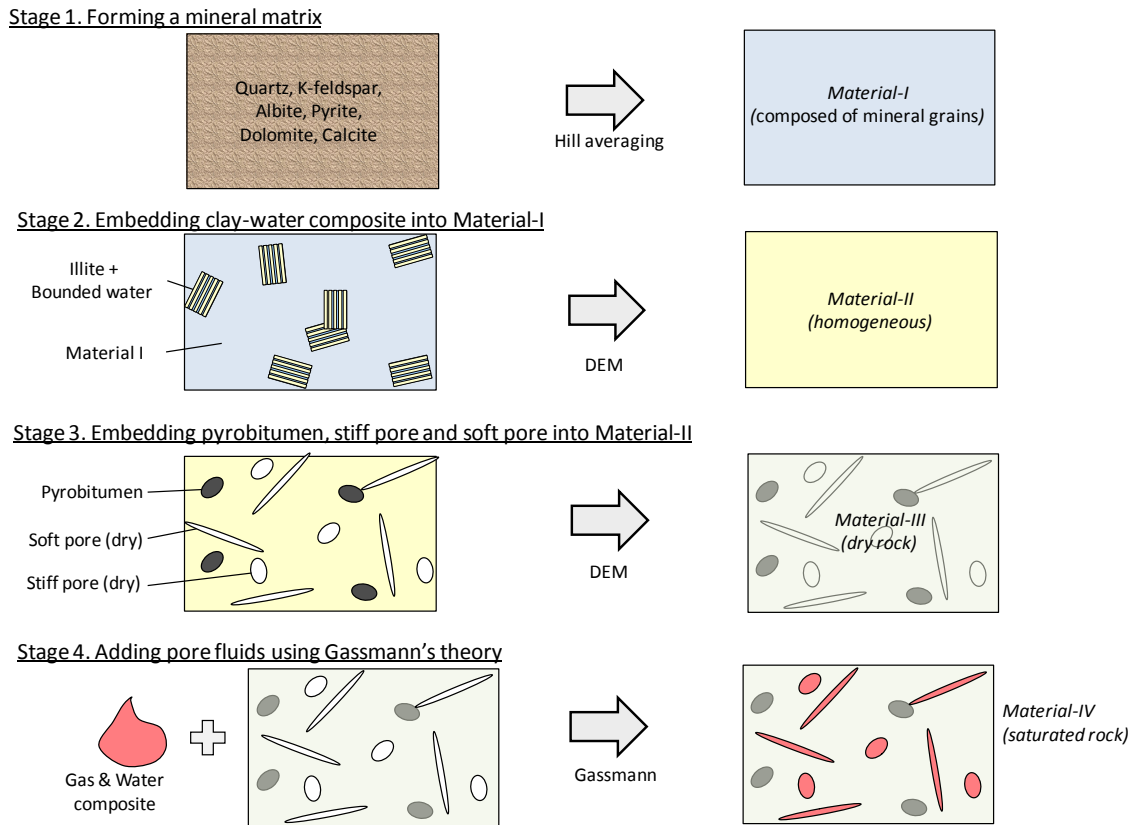 Stage 1. Forming a mineral matrix
Quartz, K-feldspar,
Albite, Pyrite,
Dolomite, Calcite
Hill averaging
Material-I
(composed of mineral grains)
Stage 2. Embedding clay-water composite into Material-I
Illite +
Bounded water
Material I
DEM
Material-II
(homogeneous)
Stage 3. Embedding pyrobitumen, stiff pore and soft pore into Material-II
Pyrobitumen
Soft pore (dry)
Stiff pore (dry)
DEM
Material-III
(dry rock)
Stage 4. Adding pore fluids using Gassmann's theory
Gas & Water
composite
Gassmann
Material-IV
(saturated rock)